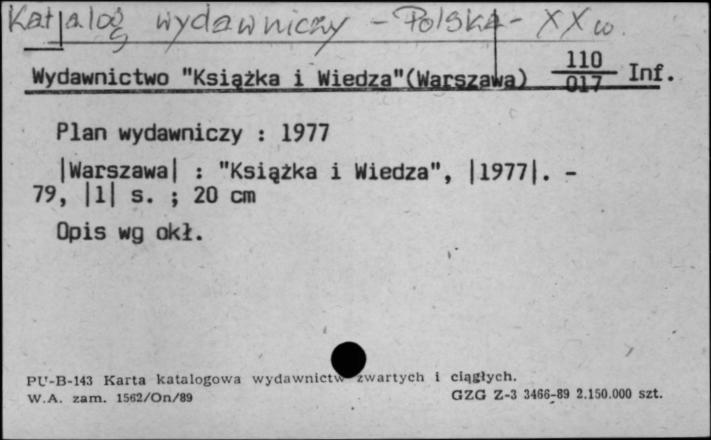 Katalog wydawniczy - Polska - XX w.
Wydawnictwo "Książka i Wiedza"(Warszawa) 110/017 Inf.
Plan wydawniczy : 1977
|Warszawa| : "Książka i Wiedza", |1977|. -
79, |1| s. ; 20 cm
Opis wg okł.
PU-B-143 Karta katalogowa wydawnictw zwartych i ciągłych.
W.A. zam. 1562/On/89 GZG Z-3 3466-89 2.150.000 szt.